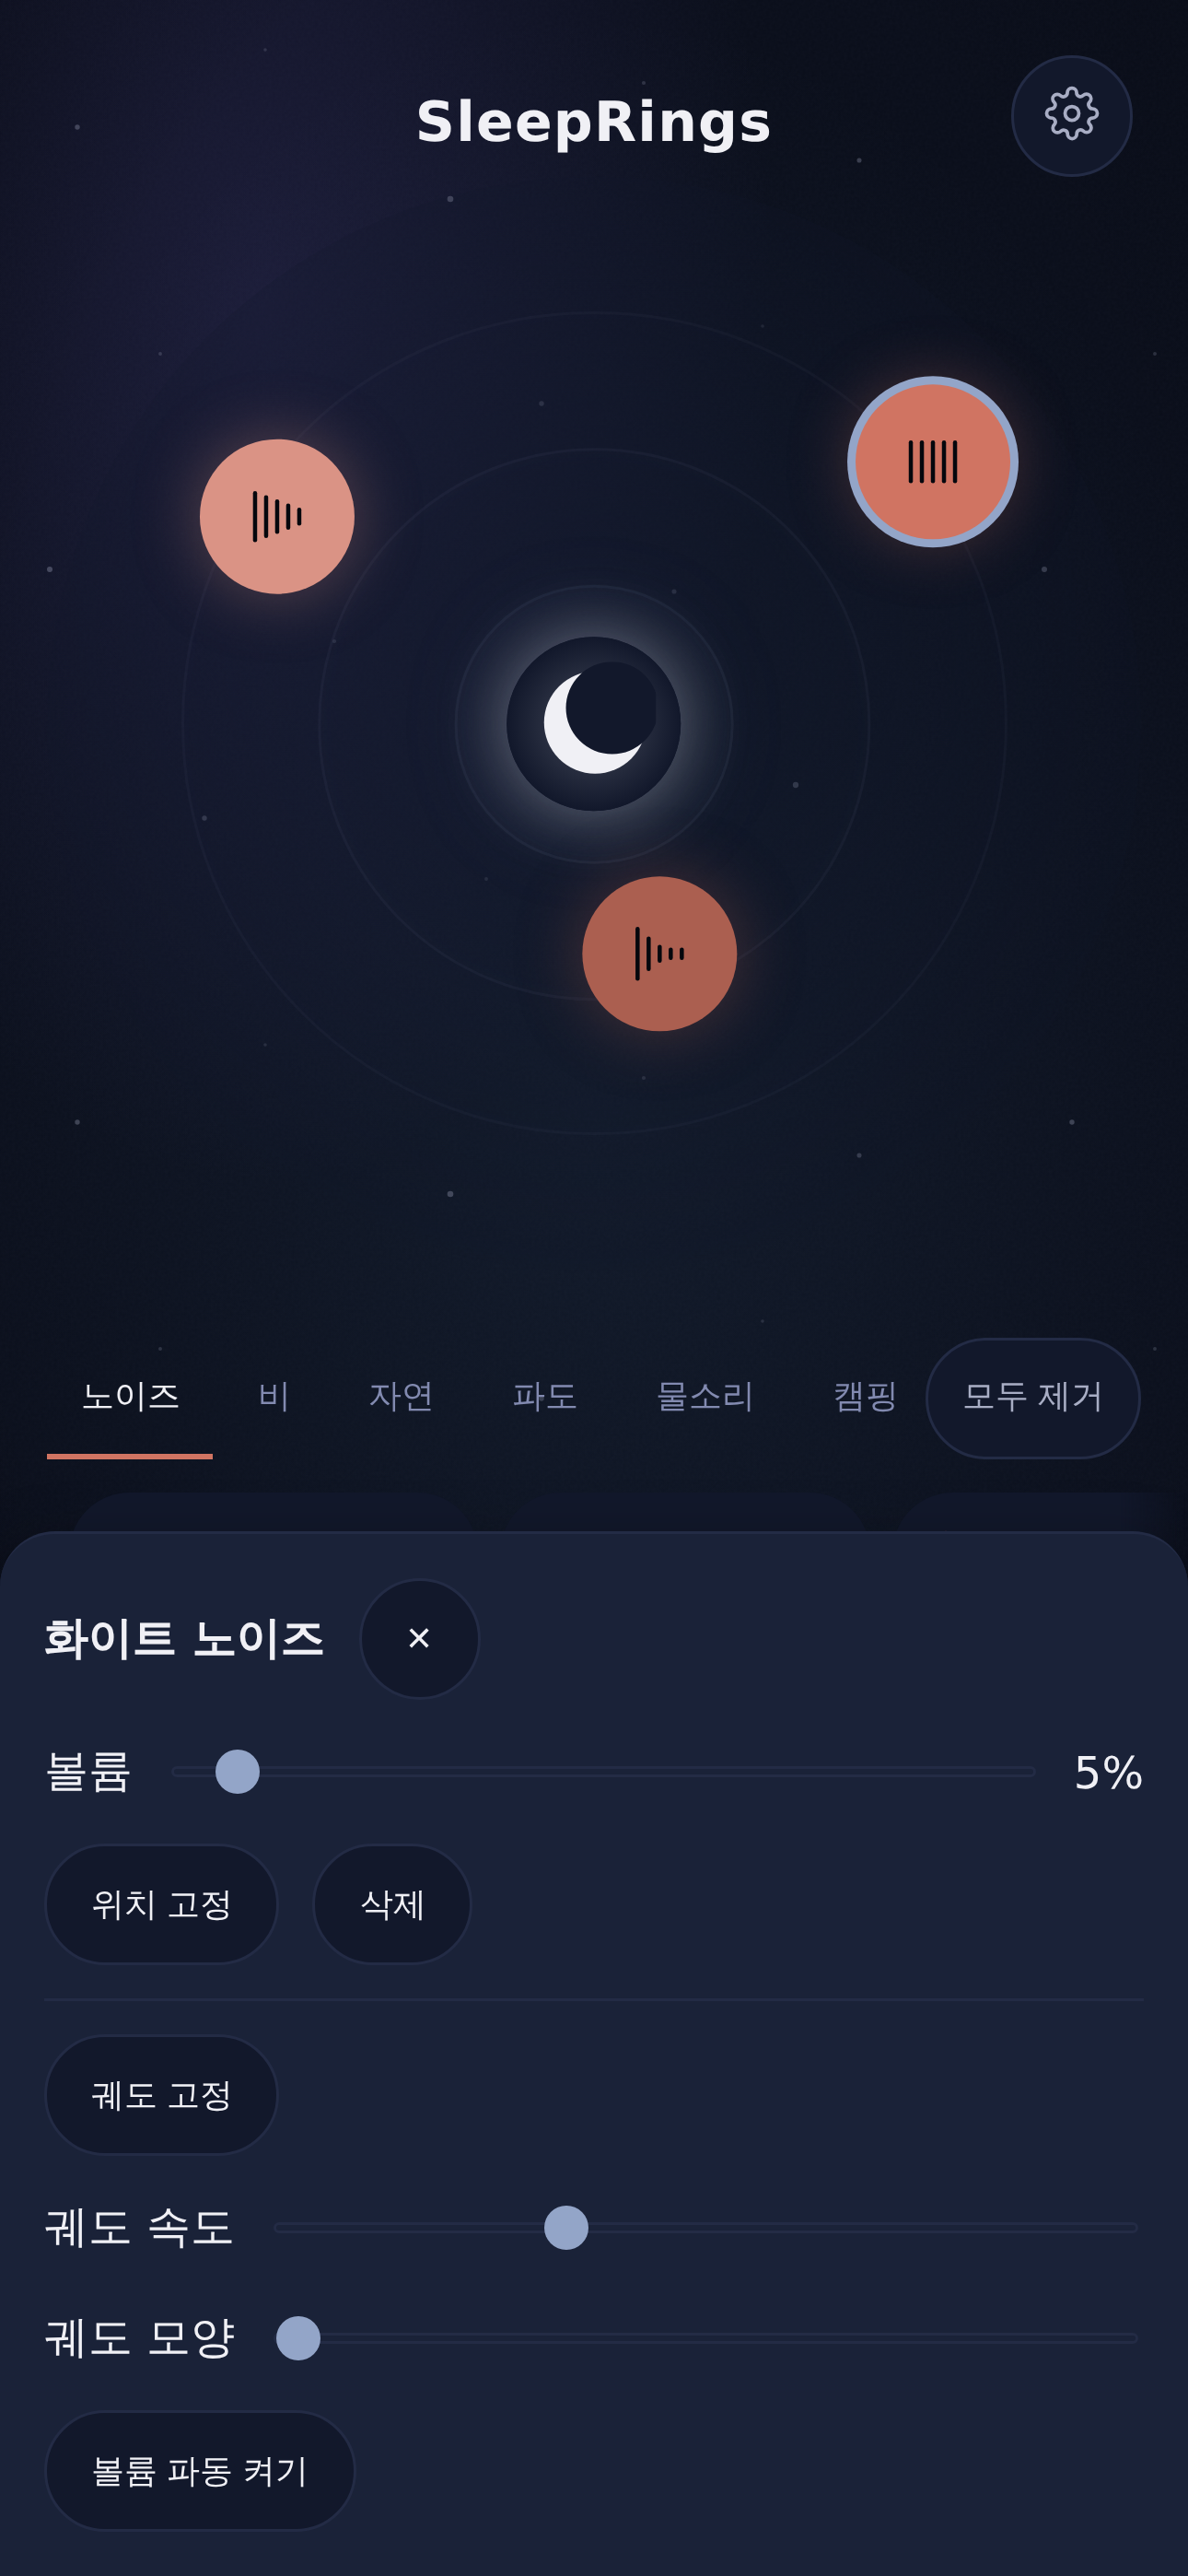 SleepRings
노이즈 비 자연 파도 물소리 캠핑 모두 제거
화이트 노이즈 ×
볼륨 5%
위치 고정 삭제
궤도 고정
궤도 속도
궤도 모양
볼륨 파동 켜기